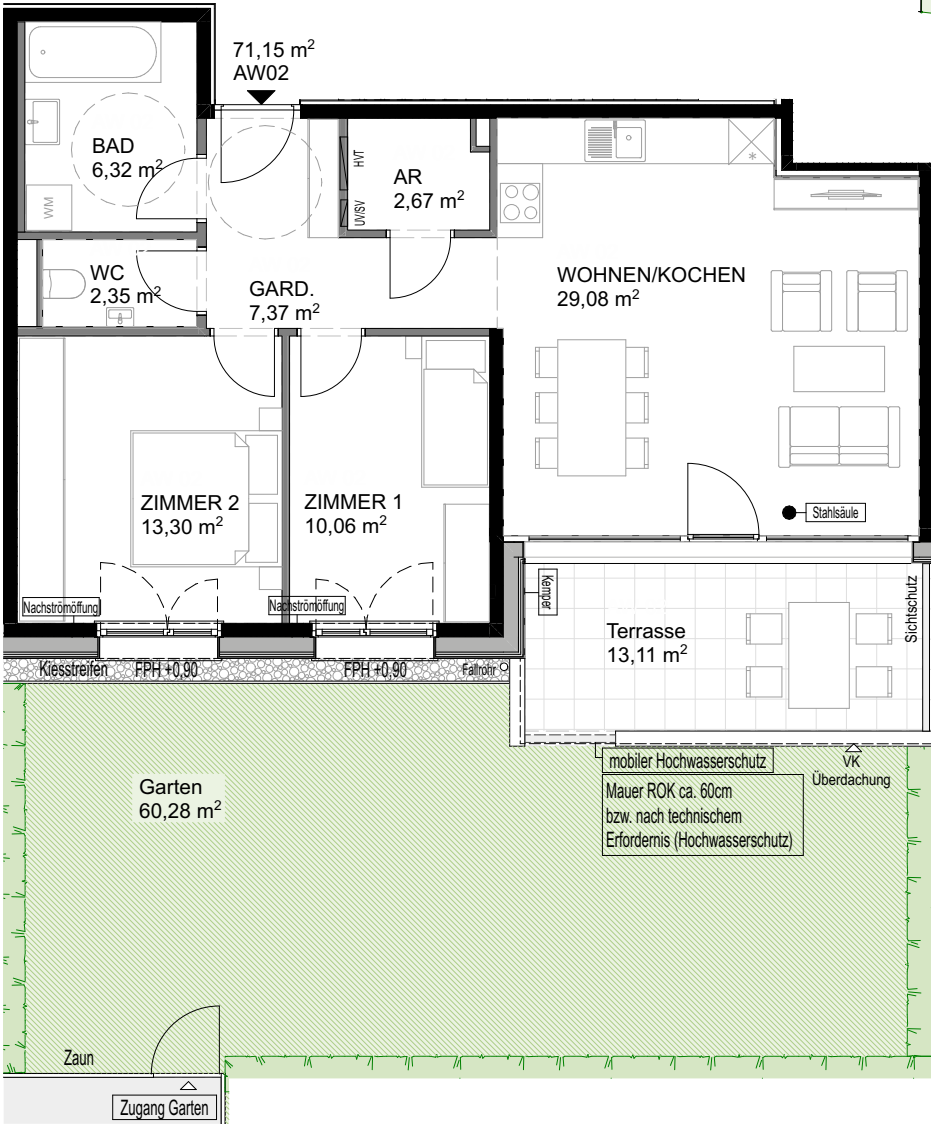 71,15 m²
AW02
BAD
6,32 m²
WM
HVT
UV/SV
AR
2,67 m²
*
WC
2,35 m²
GARD.
7,37 m²
WOHNEN/KOCHEN
29,08 m²
ZIMMER 2
13,30 m²
ZIMMER 1
10,06 m²
Stahlsäule
Nachströmöffung
Nachströmöffung
Kemper
Sichtschutz
Terrasse
13,11 m²
Kiesstreifen
FPH +0,90
FPH +0,90
Fallrohr
mobiler Hochwasserschutz
VK
Überdachung
Mauer ROK ca. 60cm
bzw. nach technischem
Erfordernis (Hochwasserschutz)
Garten
60,28 m²
Zaun
Zugang Garten